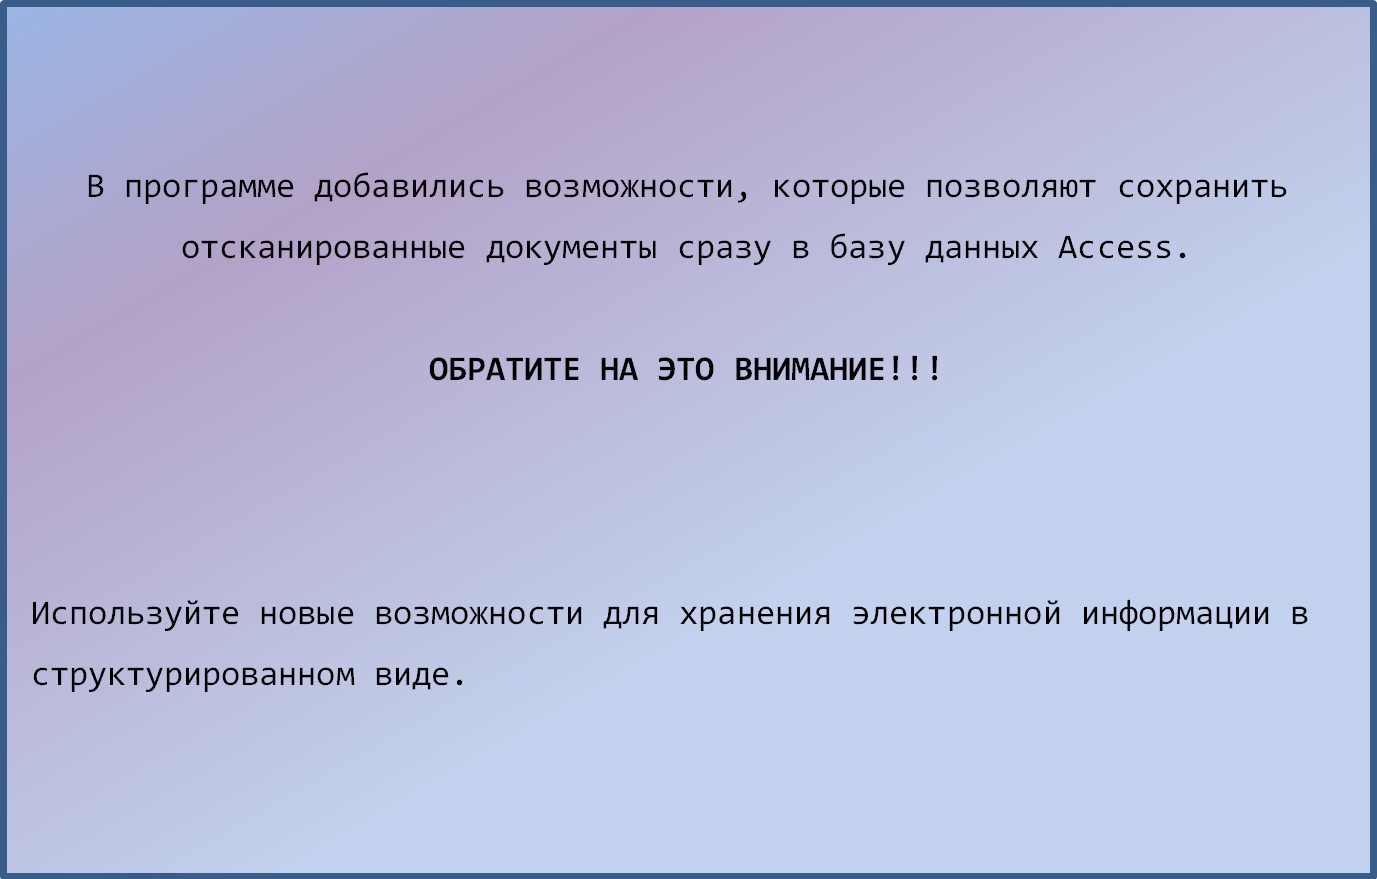 В программе добавились возможности, которые позволяют сохранить
отсканированные документы сразу в базу данных Access.
ОБРАТИТЕ НА ЭТО ВНИМАНИЕ!!!
Используйте новые возможности для хранения электронной информации в
структурированном виде.